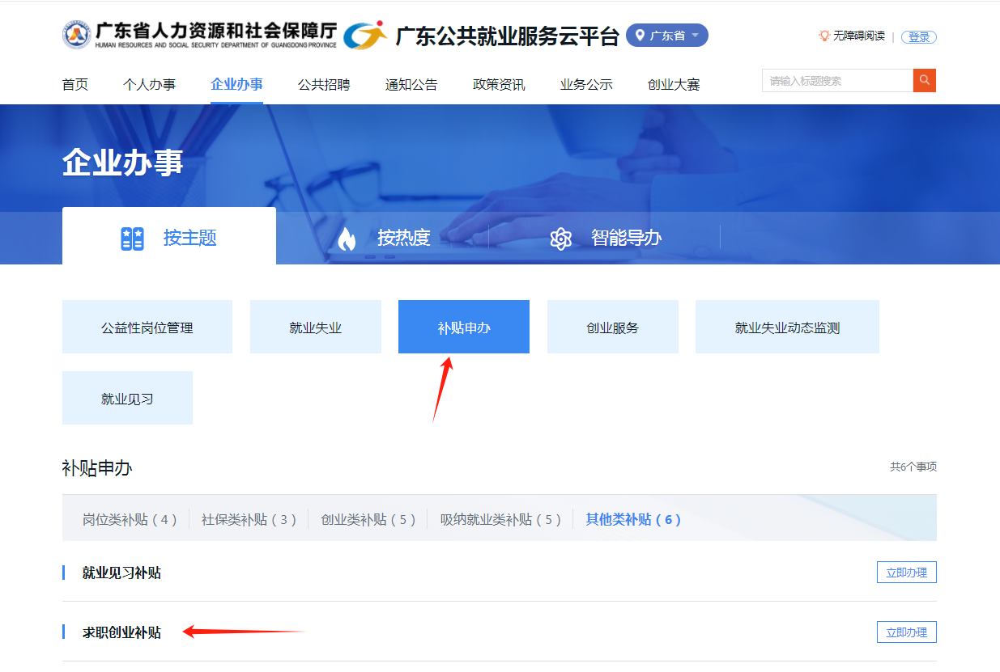 广东省人力资源和社会保障厅
HUMAN RESOURCES AND SOCIAL SECURITY DEPARTMENT OF GUANGDONG PROVINCE
广东公共就业服务云平台
广东省
无障碍阅读 | 登录
首页 个人办事 企业办事 公共招聘 通知公告 政策资讯 业务公示 创业大赛
请输入标题搜索
企业办事
按主题 按热度 智能导办
公益性岗位管理 就业失业 补贴申办 创业服务 就业失业动态监测
就业见习
补贴申办 共6个事项
岗位类补贴（4） 社保类补贴（3） 创业类补贴（5） 吸纳就业类补贴（5） 其他类补贴（6）
就业见习补贴 立即办理
求职创业补贴 立即办理